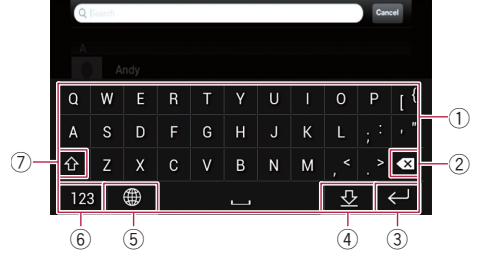 Search Cancel
A
Andy
Q W E R T Y U I O P [ {
A S D F G H J K L ; : ' "
Z X C V B N M , < . >
123
① ② ③ ④ ⑤ ⑥ ⑦